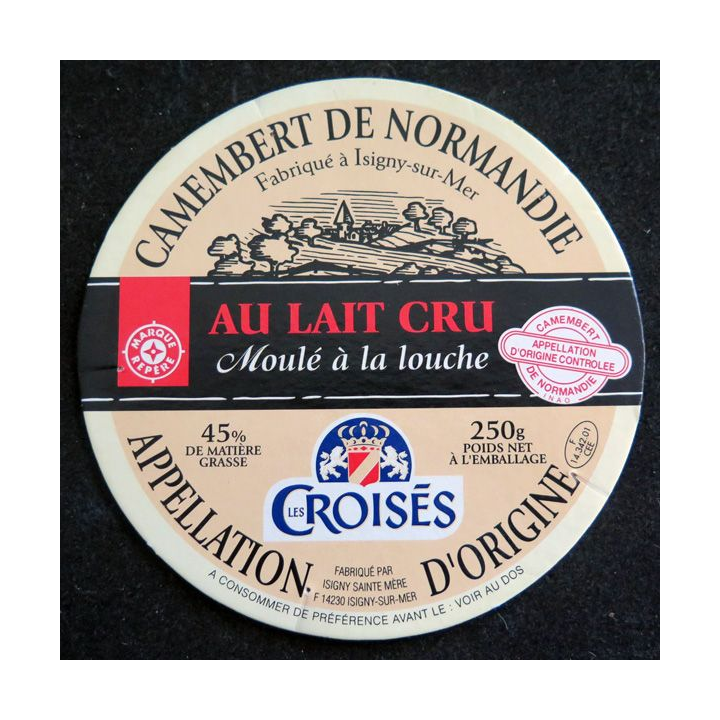 CAMEMBERT DE NORMANDIE
Fabriqué à Isigny-sur-Mer
MARQUE
REPÈRE
AU LAIT CRU
Moulé à la louche
CAMEMBERT
APPELLATION
D'ORIGINE CONTROLEE
DE NORMANDIE
INAO
45%
DE MATIÈRE
GRASSE
250g
POIDS NET
À L'EMBALLAGE
F
14.342.01
CEE
LES CROISÉS
APPELLATION D'ORIGINE
FABRIQUÉ PAR
ISIGNY SAINTE MÈRE
F 14230 ISIGNY-SUR-MER
A CONSOMMER DE PRÉFÉRENCE AVANT LE : VOIR AU DOS